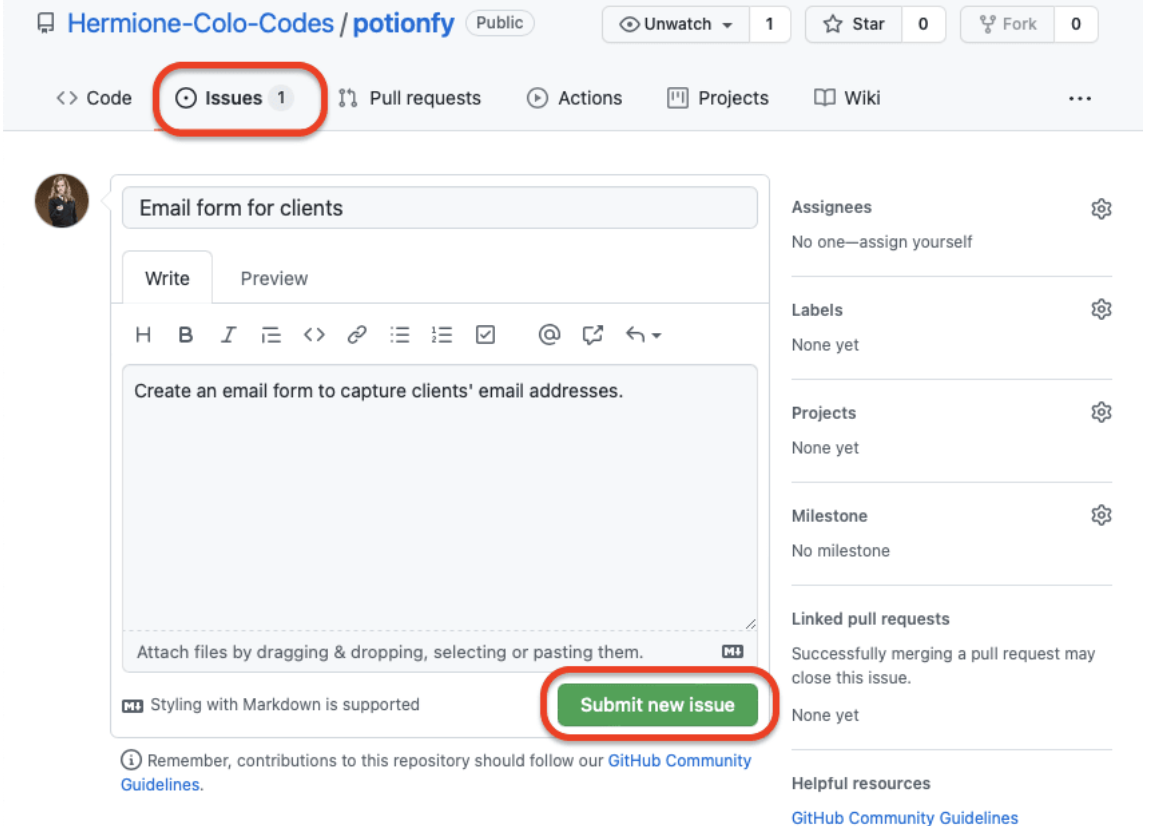 Hermione-Colo-Codes / potionfy Public Unwatch 1 Star 0 Fork 0
<> Code Issues 1 Pull requests Actions Projects Wiki ...
Email form for clients
Write Preview
H B I <> @
Create an email form to capture clients' email addresses.
Attach files by dragging & dropping, selecting or pasting them.
Styling with Markdown is supported
Submit new issue
Remember, contributions to this repository should follow our GitHub Community
Guidelines.
Assignees
No one—assign yourself
Labels
None yet
Projects
None yet
Milestone
No milestone
Linked pull requests
Successfully merging a pull request may
close this issue.
None yet
Helpful resources
GitHub Community Guidelines